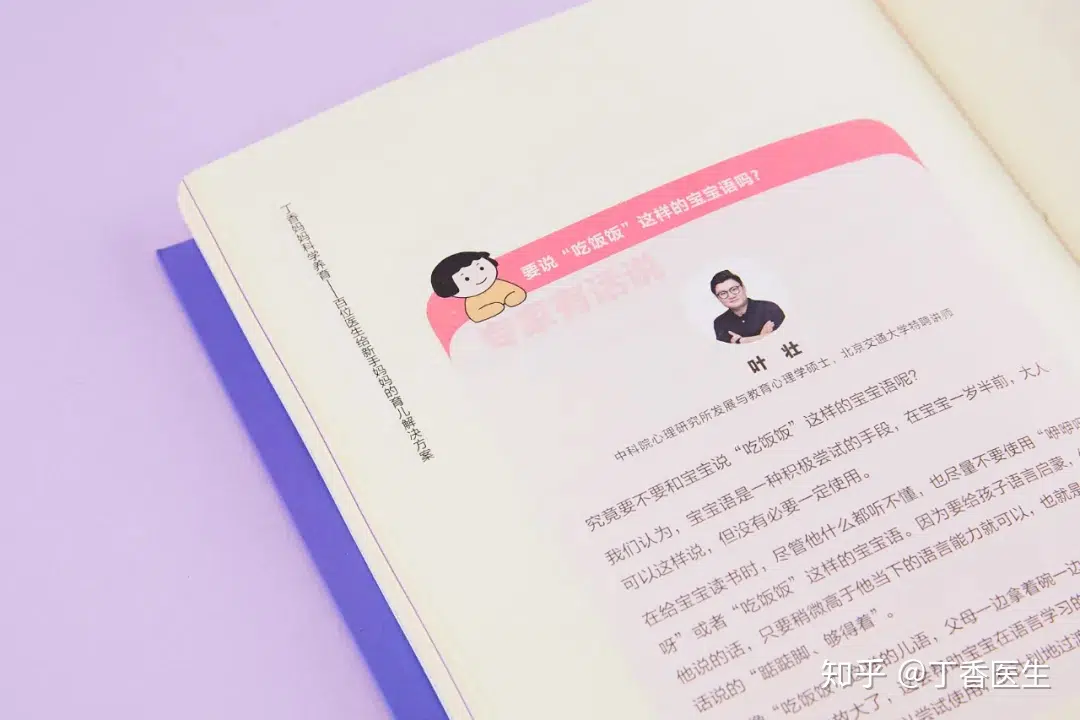 丁香妈妈科学养育——百位医生给新手妈妈的育儿解决方案
要说“吃饭饭”这样的宝宝语吗？
专家有话说
叶 壮
中科院心理研究所发展与教育心理学硕士、北京交通大学特聘讲师
究竟要不要和宝宝说“吃饭饭”这样的宝宝语呢？
我们认为，宝宝语是一种积极尝试的手段，在宝宝一岁半前，大人
可以这样说，但没有必要一定使用。
在给宝宝读书时，尽管他什么都听不懂，也尽量不要使用“咿咿
呀”或者“吃饭饭”这样的宝宝语。因为要给孩子语言启蒙，
他说的话，只要稍微高于他当下的语言能力就可以，也就是
话说的“踮踮脚、够得着”。
“吃饭饭”的儿语，父母一边拿着碗一边
放大了，助宝宝在语言学习的
尝试使用
知乎 @丁香医生